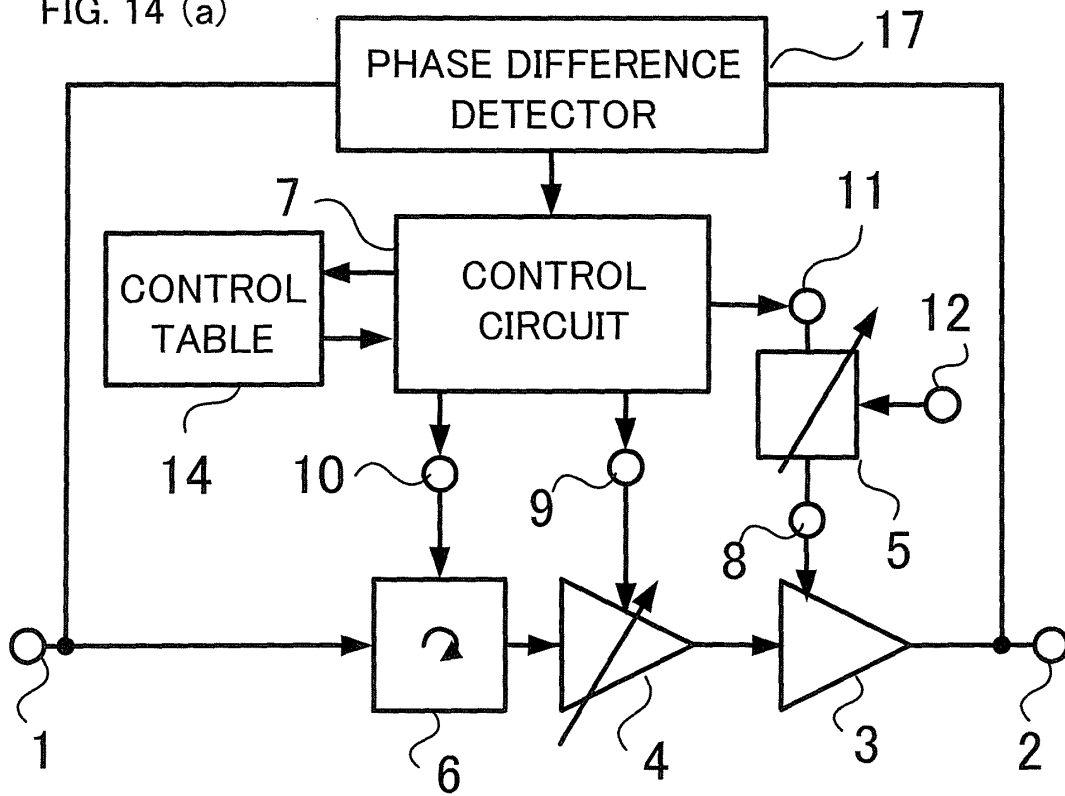 FIG. 14 (a)
17
PHASE DIFFERENCE
DETECTOR
7
11
CONTROL
TABLE
CONTROL
CIRCUIT
12
14
10
9
8
5
1
6
4
3
2